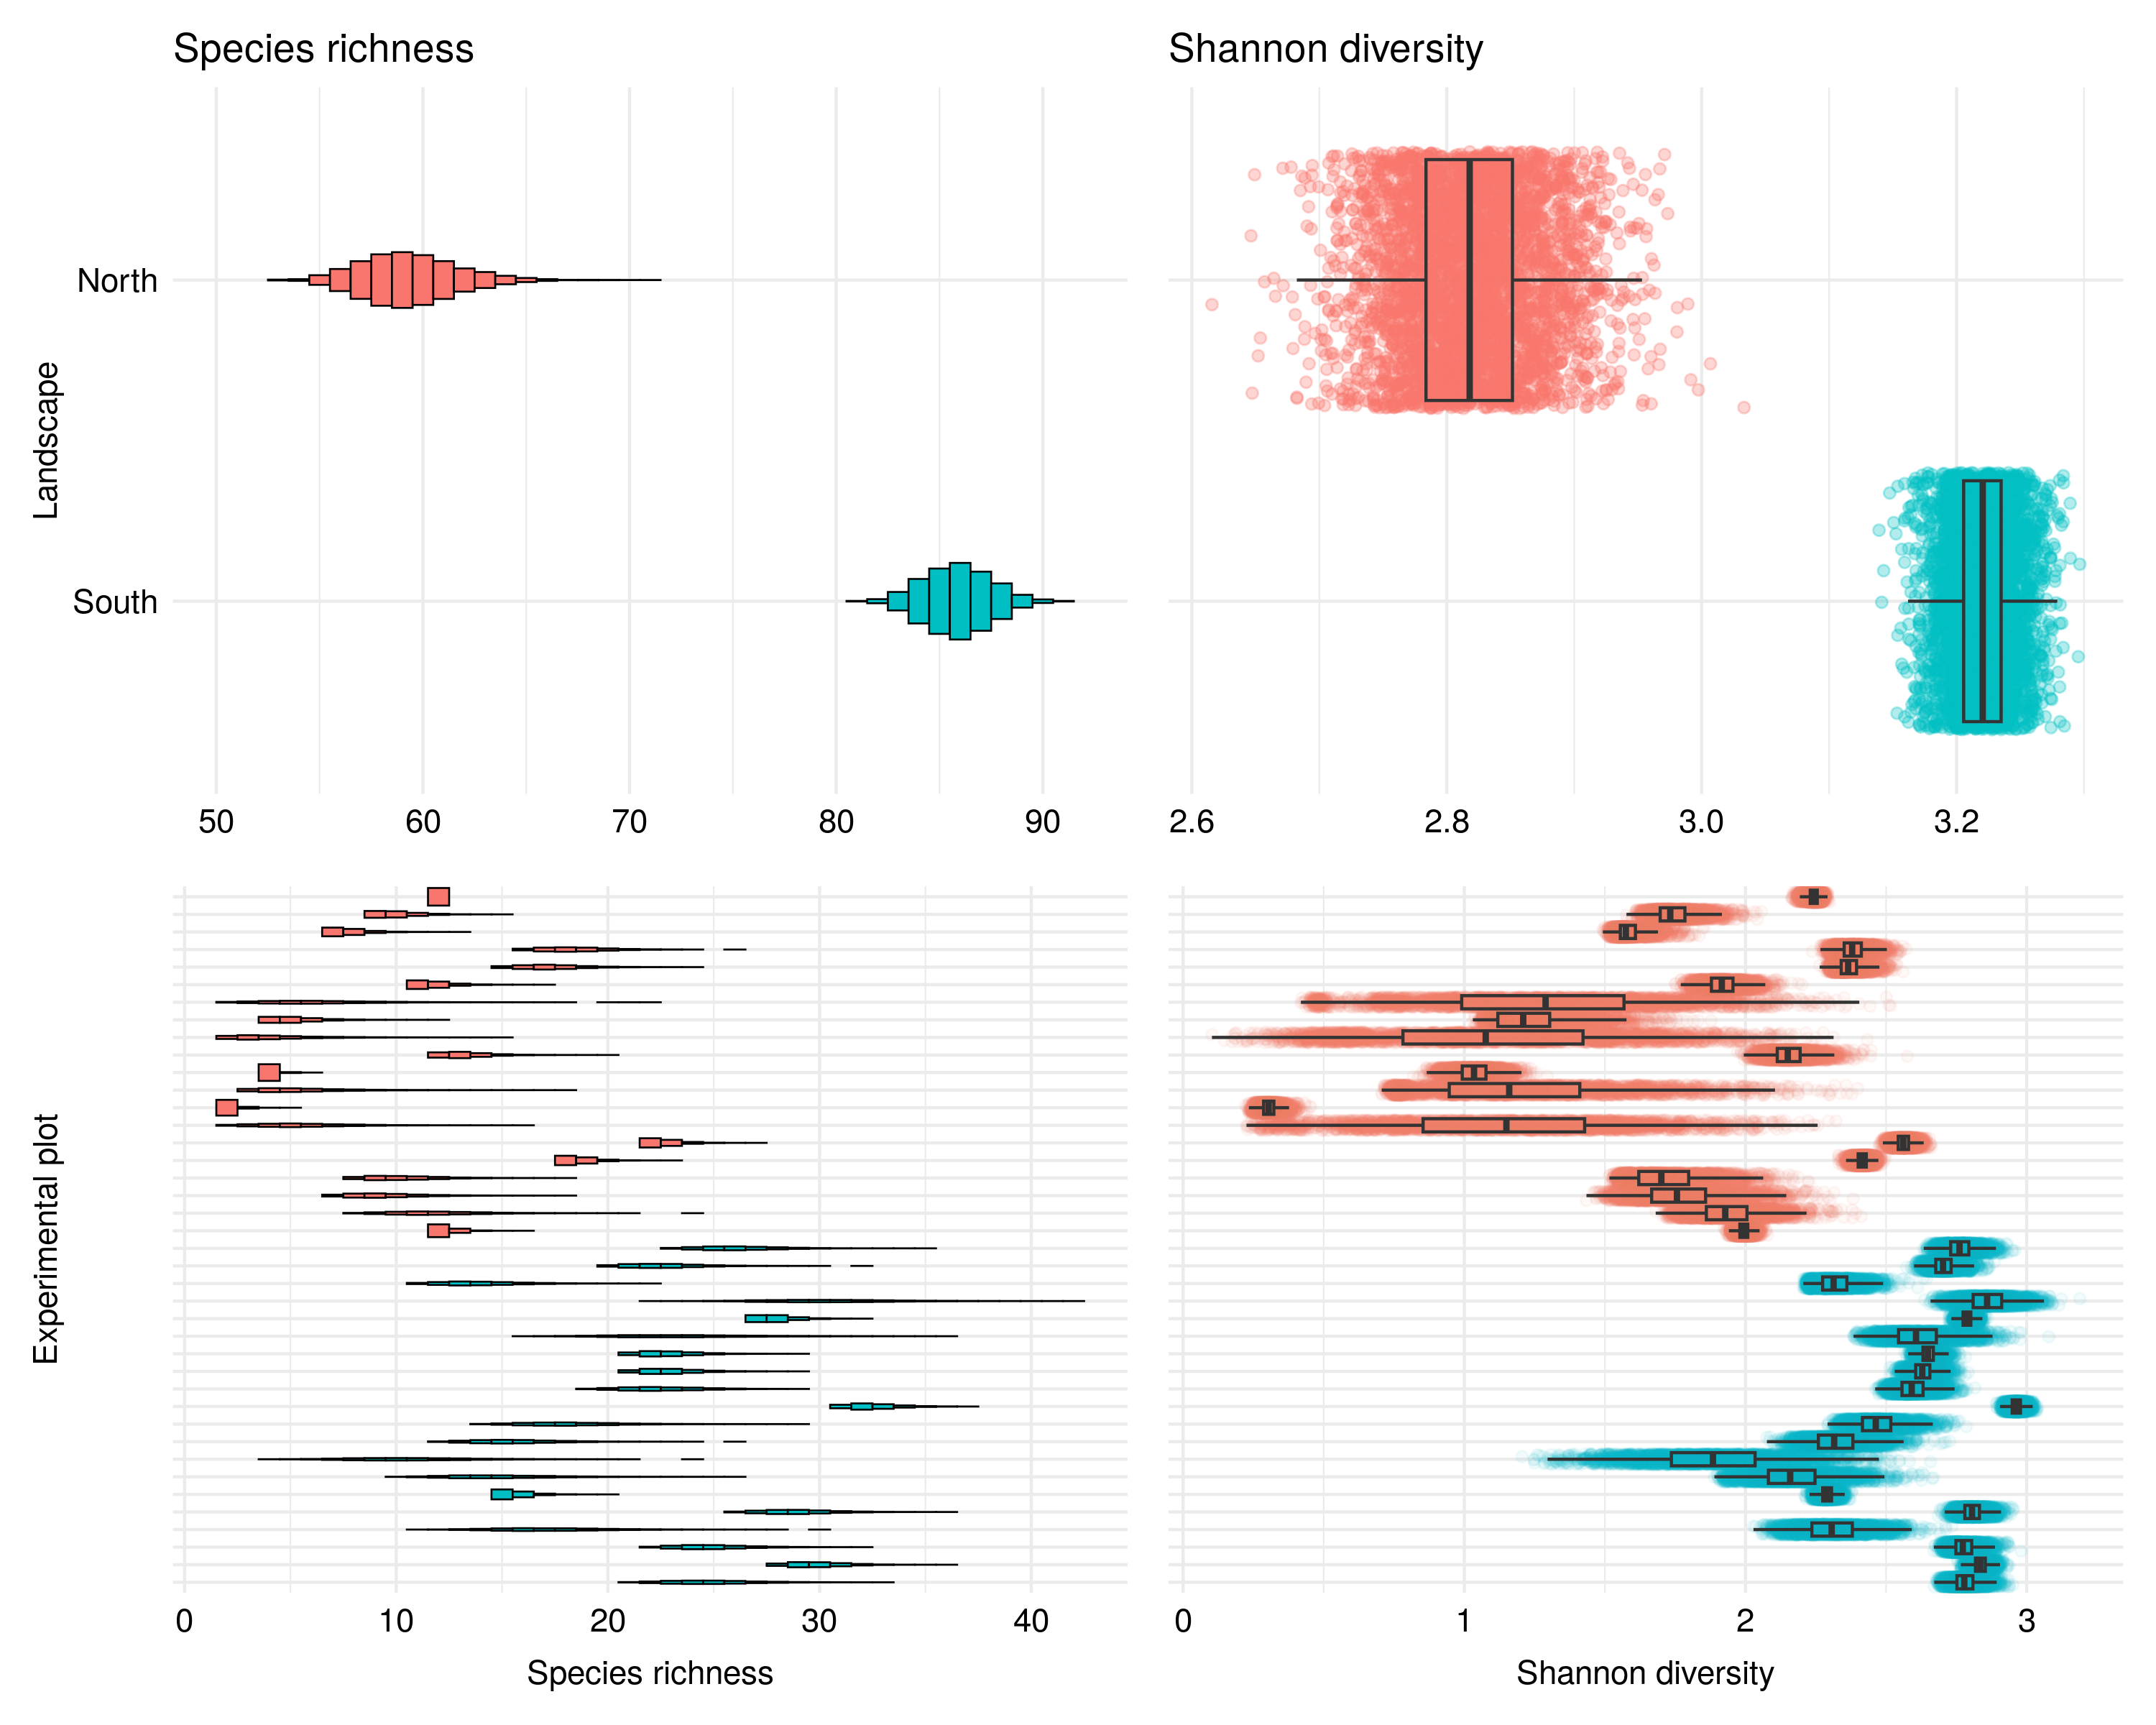 Species richness
Shannon diversity
Landscape
North
South
50 60 70 80 90
2.6 2.8 3.0 3.2
Experimental plot
0 10 20 30 40
0 1 2 3
Species richness
Shannon diversity